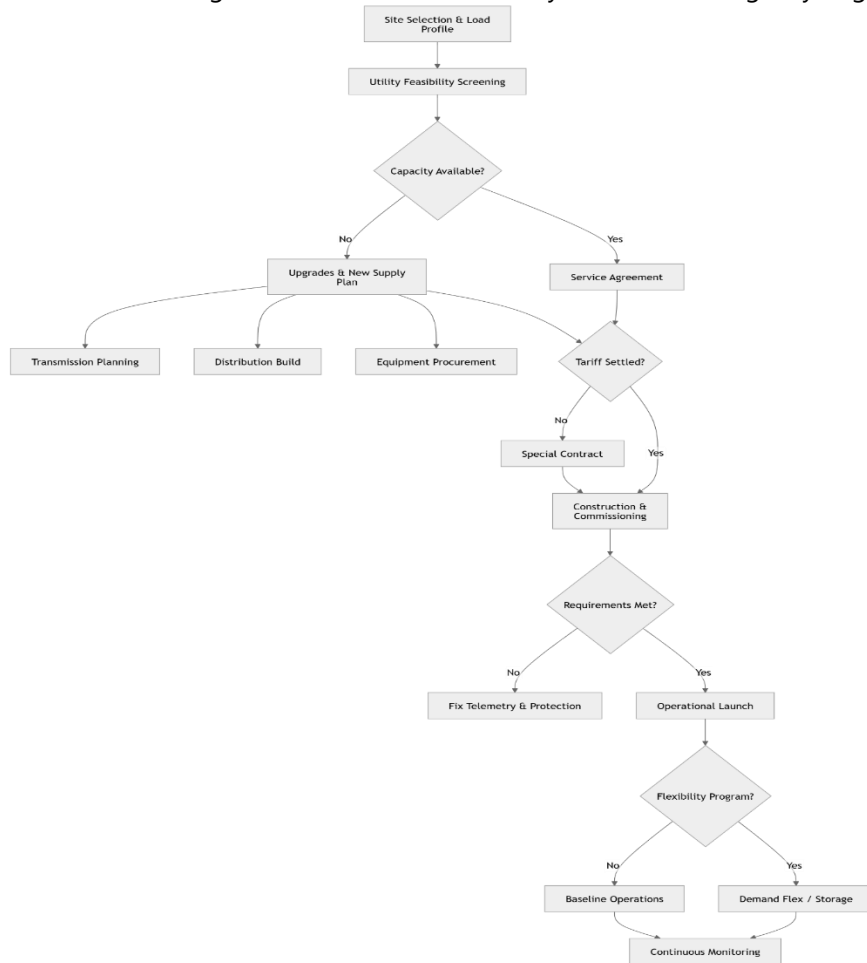 Site Selection & Load
Profile
Utility Feasibility Screening
Capacity Available?
No
Yes
Upgrades & New Supply
Plan
Service Agreement
Transmission Planning
Distribution Build
Equipment Procurement
Tariff Settled?
No
Special Contract
Yes
Construction &
Commissioning
Requirements Met?
No
Yes
Fix Telemetry & Protection
Operational Launch
Flexibility Program?
No
Yes
Baseline Operations
Demand Flex / Storage
Continuous Monitoring